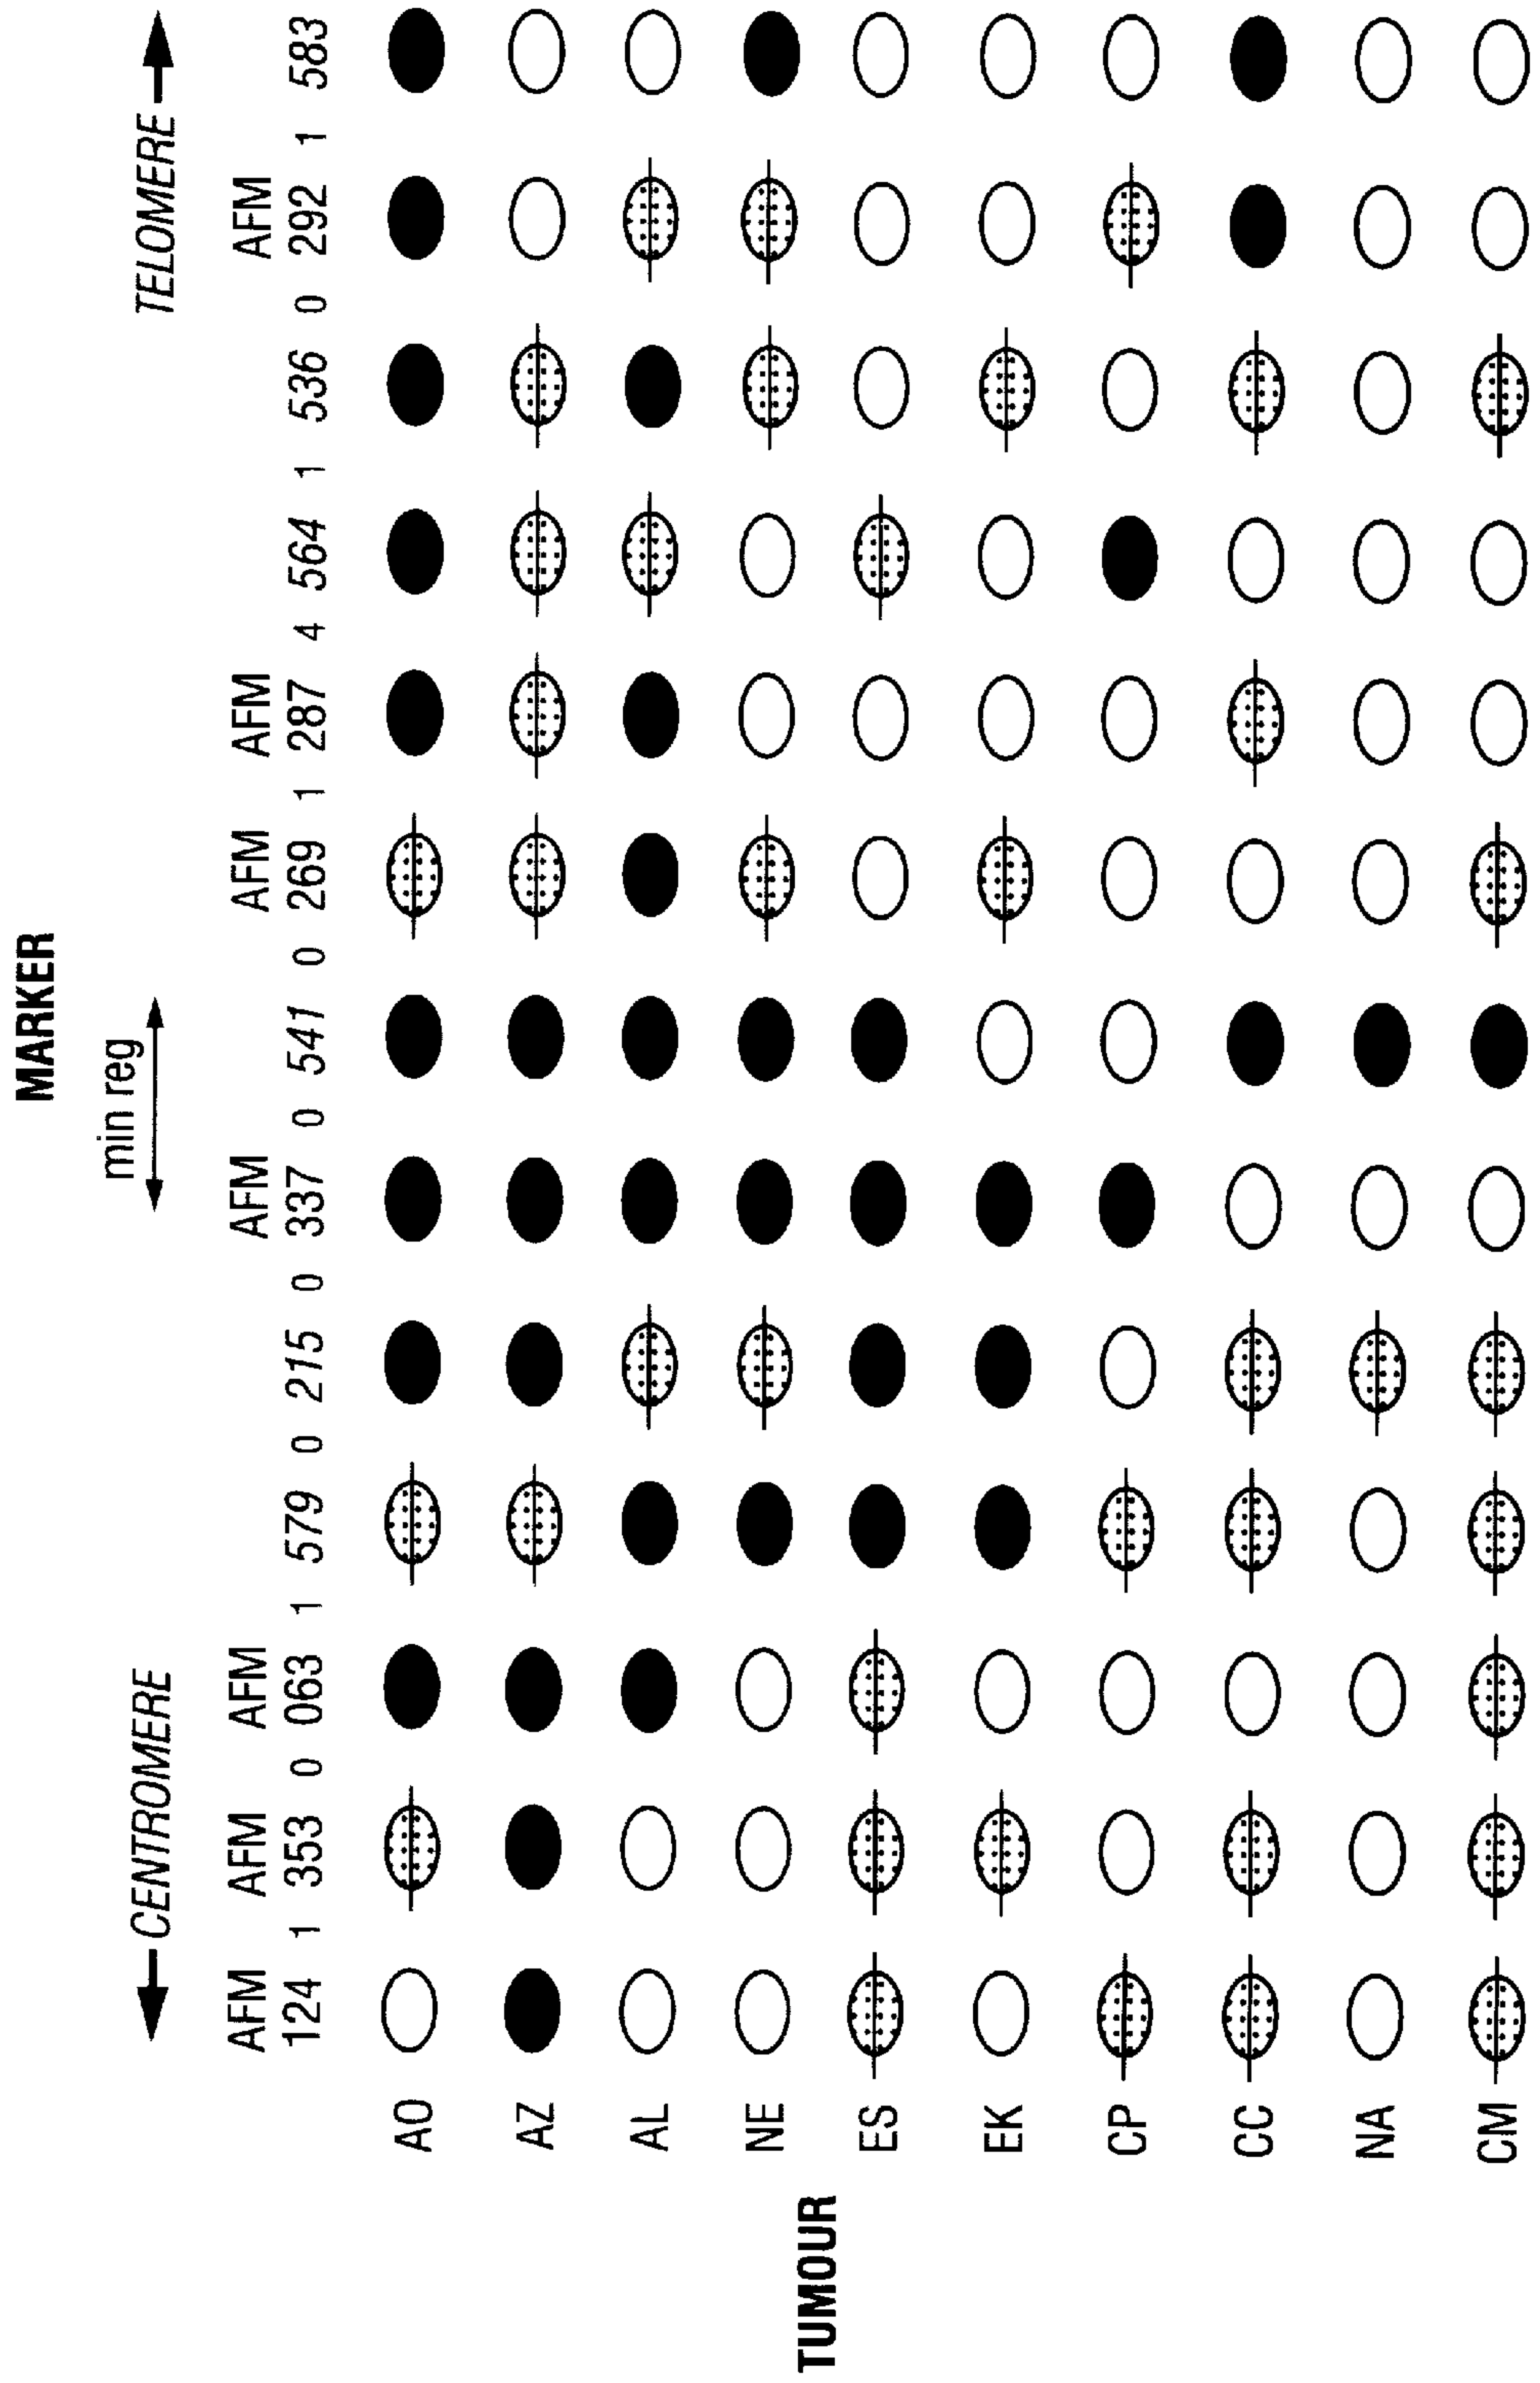 MARKER
min reg
CENTROMERE TELOMERE
AFM AFM AFM AFM AFM AFM AFM
124 1 353 0 063 1 579 0 215 0 337 0 541 0 269 1 287 4 564 1 536 0 292 1 583
TUMOUR
AO
AZ
AL
NE
ES
EK
CP
CC
NA
CM